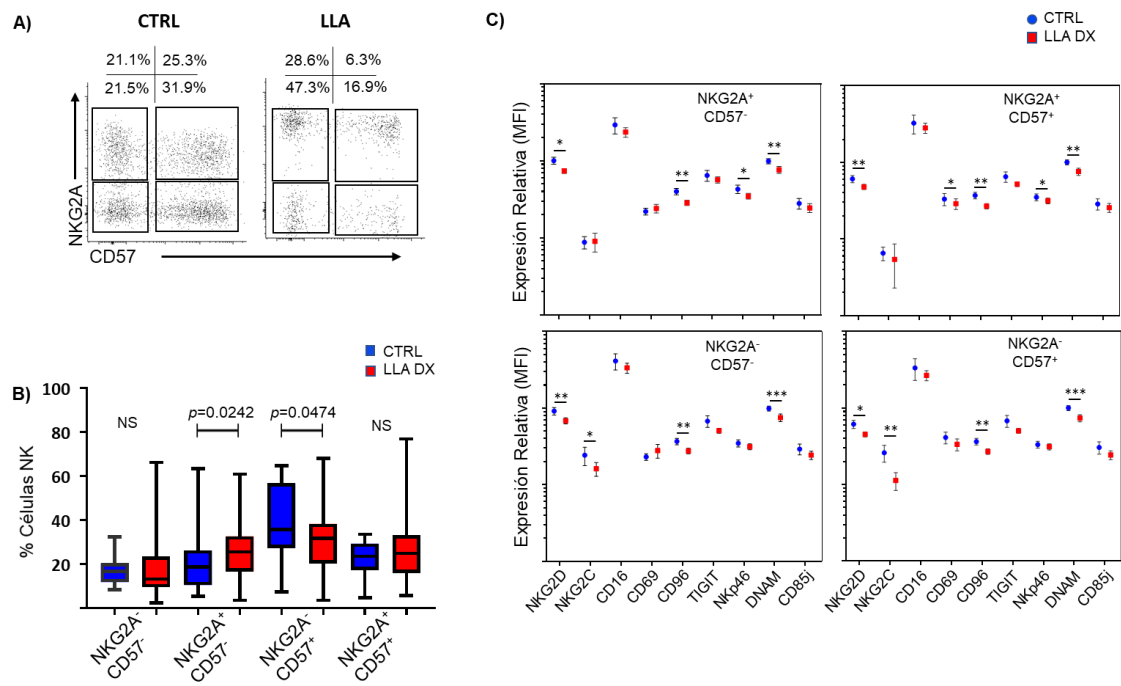 A)
CTRL
LLA
21.1% 25.3%
21.5% 31.9%
28.6% 6.3%
47.3% 16.9%
NKG2A
CD57
B)
CTRL
LLA DX
% Células NK
100
80
60
40
20
NS
p=0.0242
p=0.0474
NS
NKG2A-
CD57-
NKG2A+
CD57-
NKG2A-
CD57+
NKG2A+
CD57+
C)
CTRL
LLA DX
Expresión Relativa (MFI)
NKG2A+
CD57-
* ** * **
NKG2A+
CD57+
** * ** * **
Expresión Relativa (MFI)
NKG2A-
CD57-
** * ** ***
NKG2A-
CD57+
* ** ** ***
NKG2D
NKG2C
CD16
CD69
CD96
TIGIT
NKp46
DNAM
CD85j
NKG2D
NKG2C
CD16
CD69
CD96
TIGIT
NKp46
DNAM
CD85j